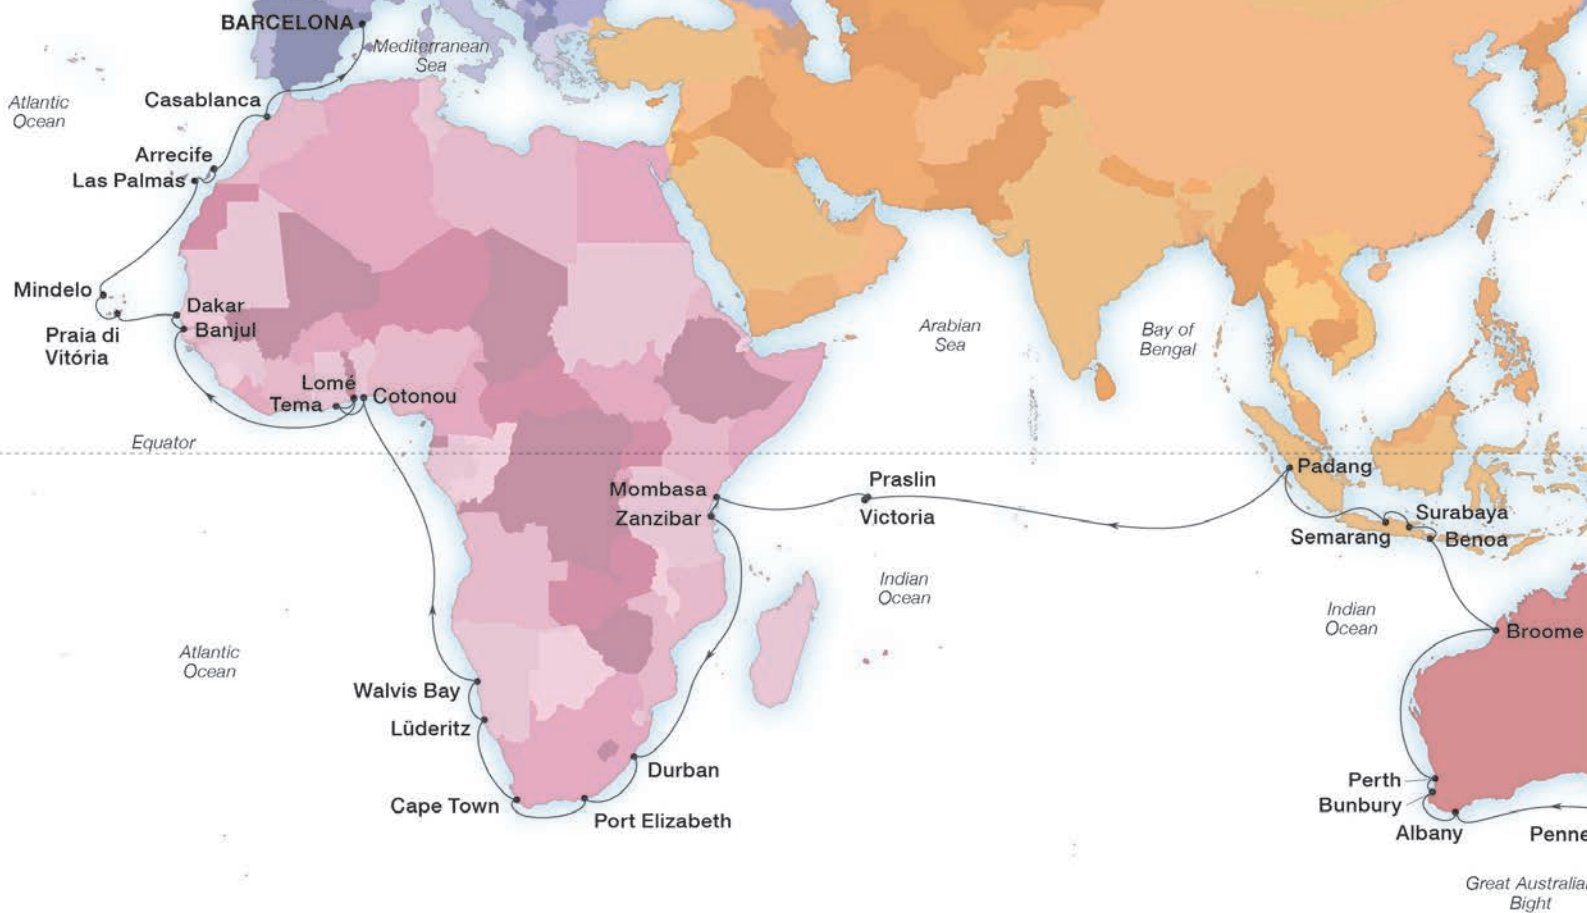 BARCELONA
Mediterranean
Sea
Atlantic
Ocean
Casablanca
Arrecife
Las Palmas
Mindelo
Dakar
Banjul
Praia di
Vitória
Arabian
Sea
Bay of
Bengal
Lomé
Tema
Cotonou
Equator
Padang
Praslin
Mombasa
Victoria
Zanzibar
Surabaya
Semarang
Benoa
Indian
Ocean
Indian
Ocean
Broome
Atlantic
Ocean
Walvis Bay
Lüderitz
Durban
Perth
Cape Town
Bunbury
Port Elizabeth
Albany
Penne
Great Australian
Bight